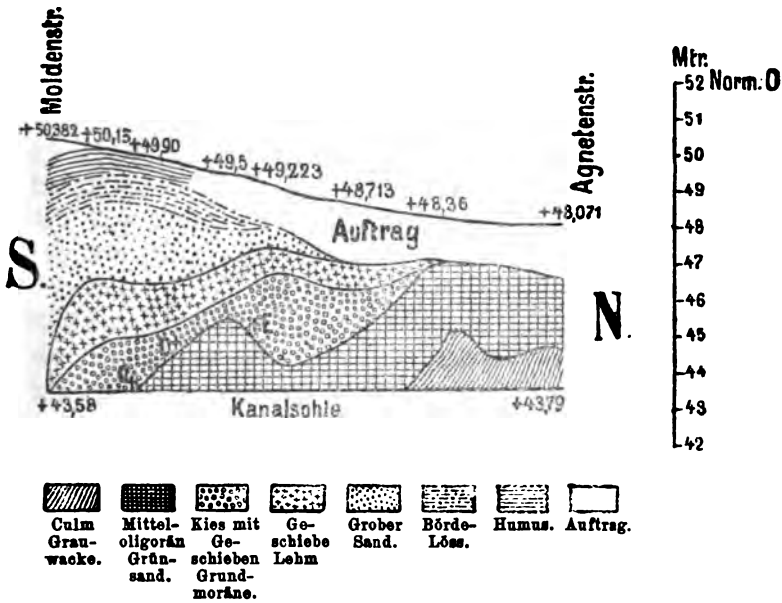 Moldenstr.
Agnetenstr.
Mtr.
52 Norm: 0
51
50
49
48
47
46
45
44
43
42
+50382 +50,15 +49,90
+49,5 +49,223
+48,713 +48,36
+48,071
Auftrag
S.
N.
+43,58 Kanalsohle +43,79
Culm
Grau-
wacke.
Mittel-
oligorän
Grün-
sand.
Kies mit
Ge-
schieben
Grund-
moräne.
Ge-
schiebe
Lehm
Grober
Sand.
Börde-
Löss.
Humus.
Auftrag.